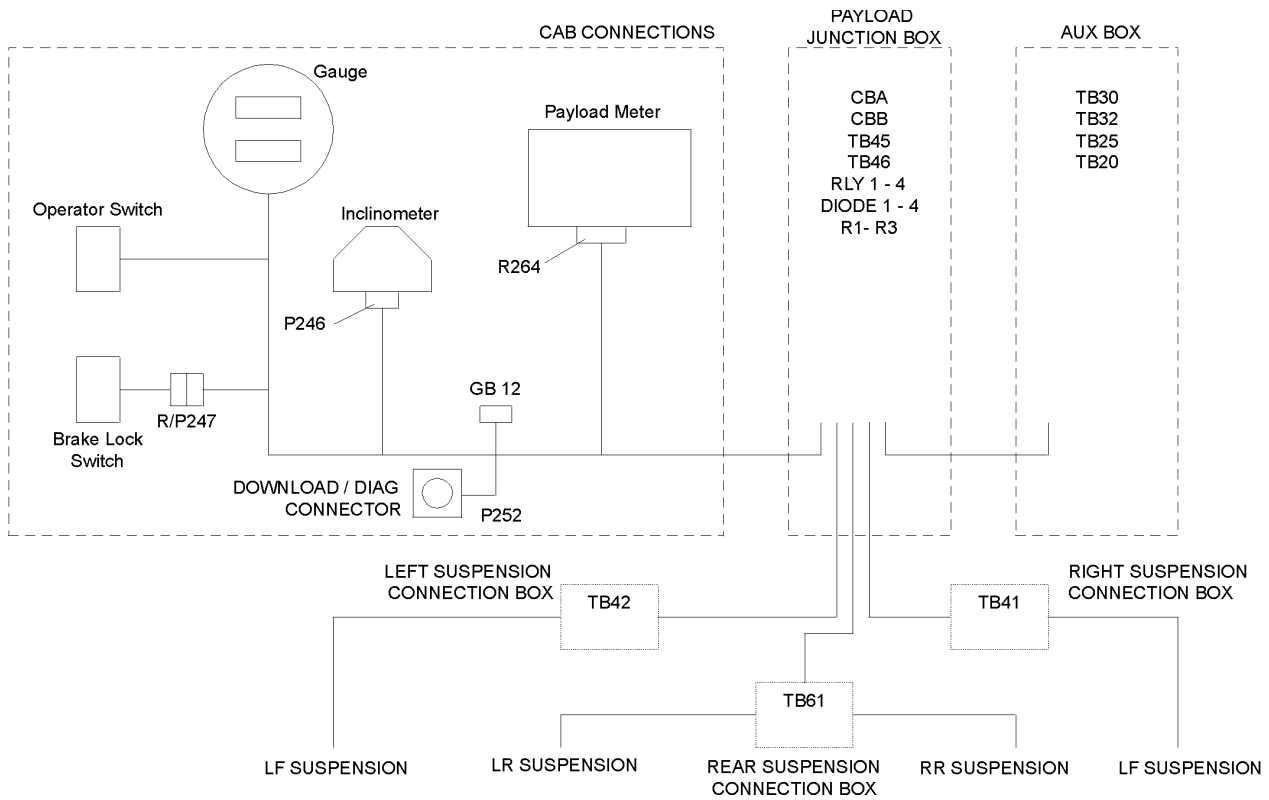 CAB CONNECTIONS
PAYLOAD
JUNCTION BOX
AUX BOX
Gauge
Payload Meter
CBA
CBB
TB45
TB46
RLY 1 - 4
DIODE 1 - 4
R1- R3
TB30
TB32
TB25
TB20
Operator Switch
Inclinometer
R264
P246
GB 12
R/P247
Brake Lock
Switch
DOWNLOAD / DIAG
CONNECTOR
P252
LEFT SUSPENSION
CONNECTION BOX
TB42
TB41
RIGHT SUSPENSION
CONNECTION BOX
TB61
LF SUSPENSION
LR SUSPENSION
REAR SUSPENSION
CONNECTION BOX
RR SUSPENSION
LF SUSPENSION